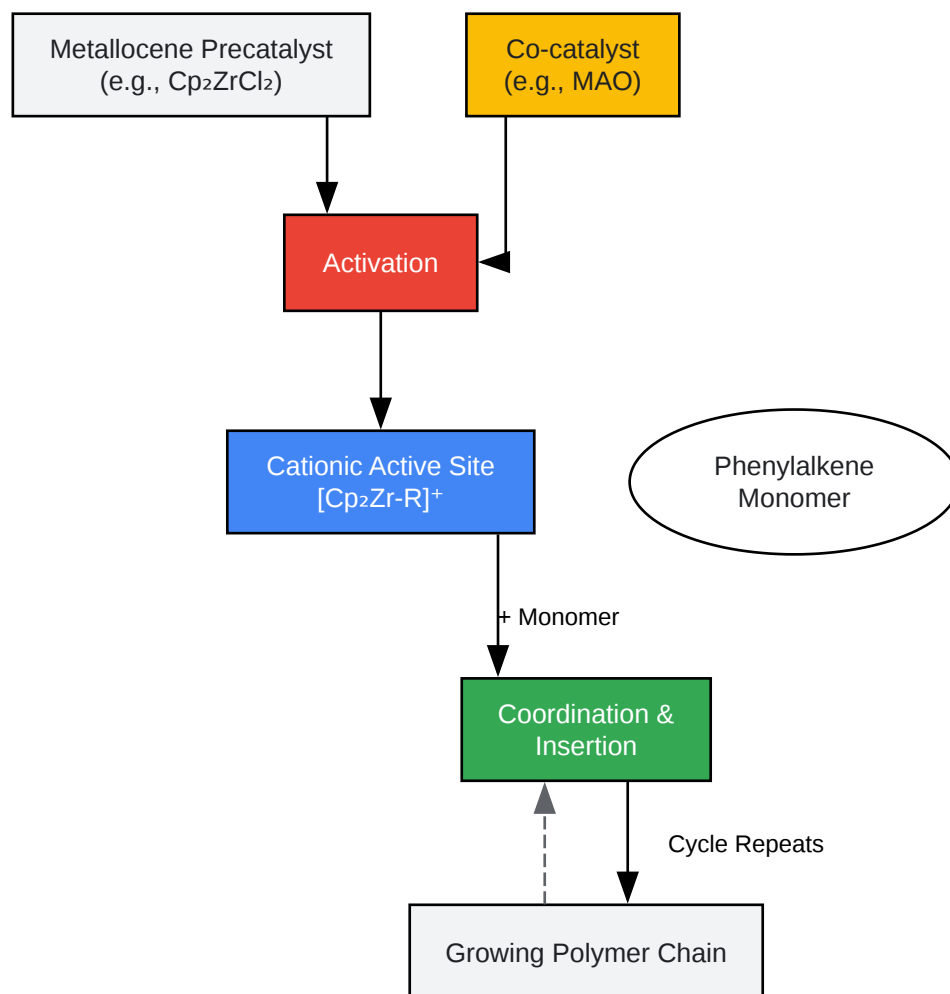 Metallocene Precatalyst
(e.g., Cp₂ZrCl₂)
Co-catalyst
(e.g., MAO)
Activation
Cationic Active Site
[Cp₂Zr-R]⁺
Phenylalkene
Monomer
+ Monomer
Coordination &
Insertion
Cycle Repeats
Growing Polymer Chain